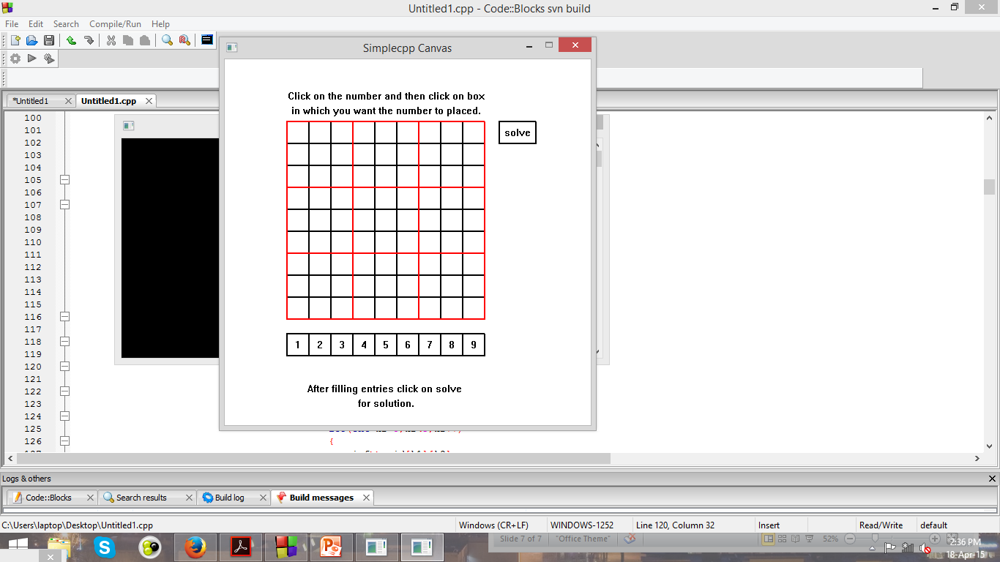 Untitled1.cpp - Code::Blocks svn build
File Edit Search Compile/Run Help
Simplecpp Canvas
*Untitled1
Untitled1.cpp
Click on the number and then click on box
in which you want the number to placed.
solve
1 2 3 4 5 6 7 8 9
After filling entries click on solve
for solution.
100
101
102
103
104
105
106
107
108
109
110
111
112
113
114
115
116
117
118
119
120
121
122
123
124
125
126
{
Logs & others
Code::Blocks
Search results
Build log
Build messages
C:\Users\laptop\Desktop\Untitled1.cpp
Windows (CR+LF)
WINDOWS-1252
Line 120, Column 32
Insert
Read/Write
default
Slide 7 of 7
"Office Theme"
52%
2:36 PM
18-Apr-15